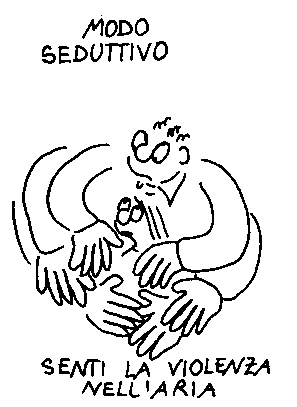 MODO
SEDUTTIVO
SENTI LA VIOLENZA
NELL'ARIA